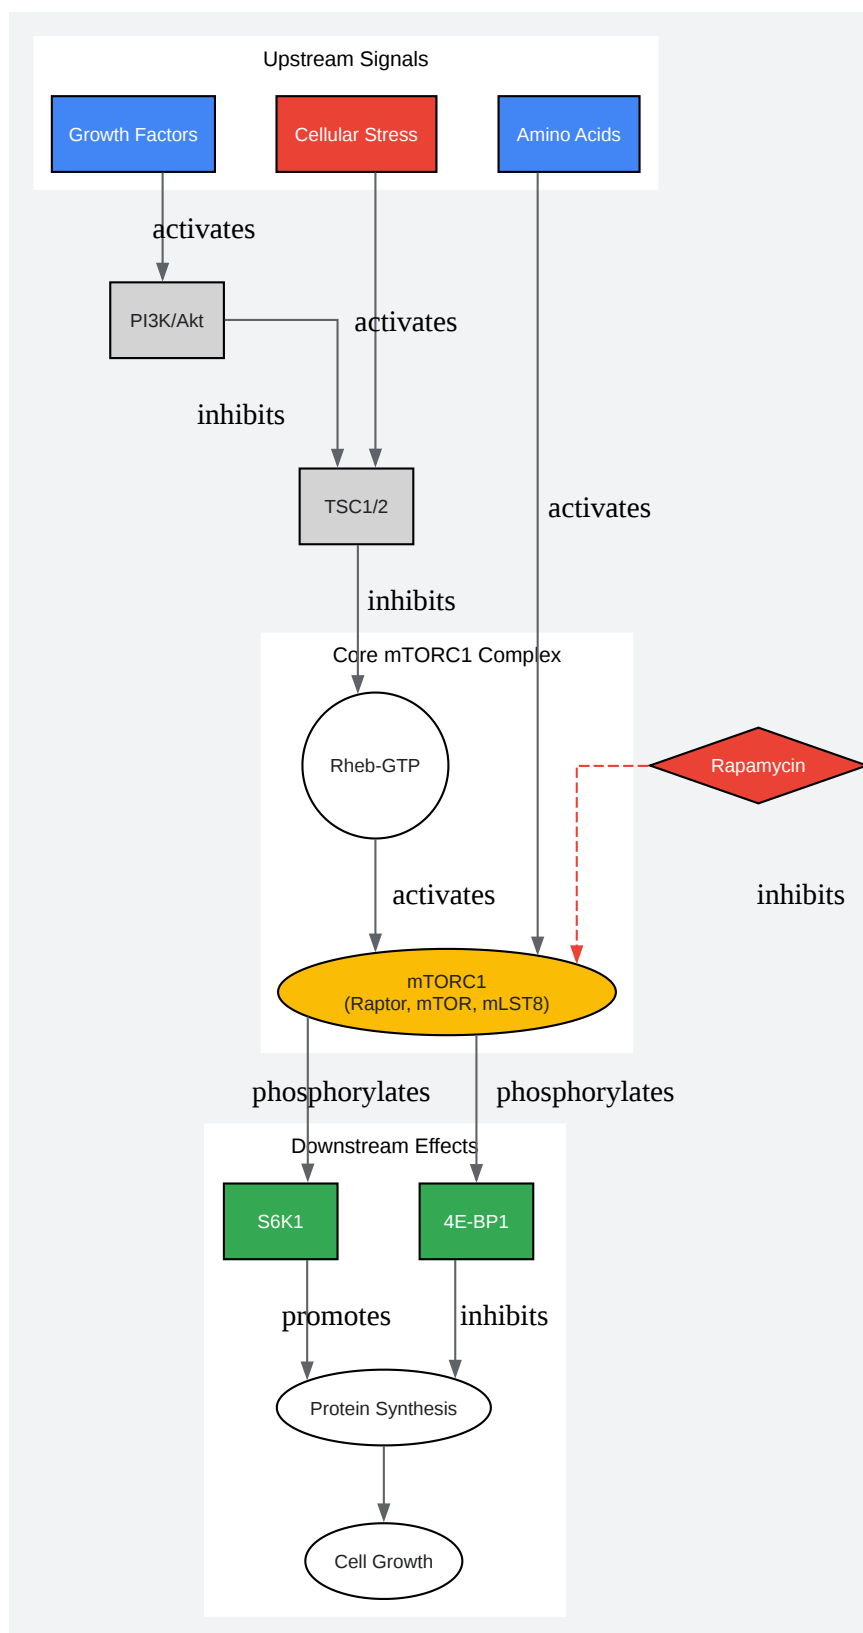 Upstream Signals
Growth Factors
Cellular Stress
Amino Acids
activates
PI3K/Akt
activates
inhibits
TSC1/2
activates
inhibits
Core mTORC1 Complex
Rheb-GTP
Rapamycin
activates
inhibits
mTORC1
(Raptor, mTOR, mLST8)
phosphorylates
phosphorylates
Downstream Effects
S6K1
4E-BP1
promotes
inhibits
Protein Synthesis
Cell Growth